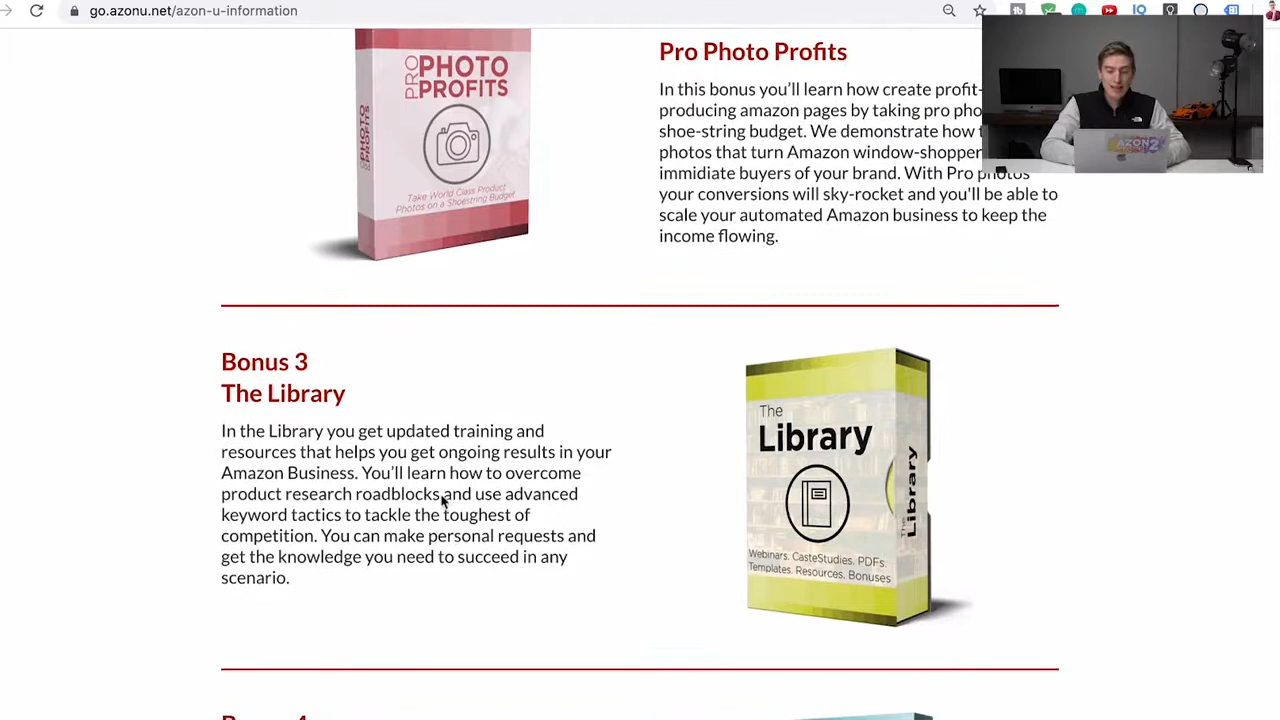 go.azonu.net/azon-u-information
PRO PHOTO
PROFITS
PHOTO
PROFITS
Take World Class Product
Photos on a Shoestring Budget
Pro Photo Profits
In this bonus you'll learn how create profit-
producing amazon pages by taking pro pho
shoe-string budget. We demonstrate how
photos that turn Amazon window-shopper
immidiate buyers of your brand. With Pro photos
your conversions will sky-rocket and you'll be able to
scale your automated Amazon business to keep the
income flowing.
AZON
Bonus 3
The Library
In the Library you get updated training and
resources that helps you get ongoing results in your
Amazon Business. You'll learn how to overcome
product research roadblocks and use advanced
keyword tactics to tackle the toughest of
competition. You can make personal requests and
get the knowledge you need to succeed in any
scenario.
The
Library
The Library
Webinars. CasteStudies. PDFs.
Templates. Resources. Bonuses
Bonus 4